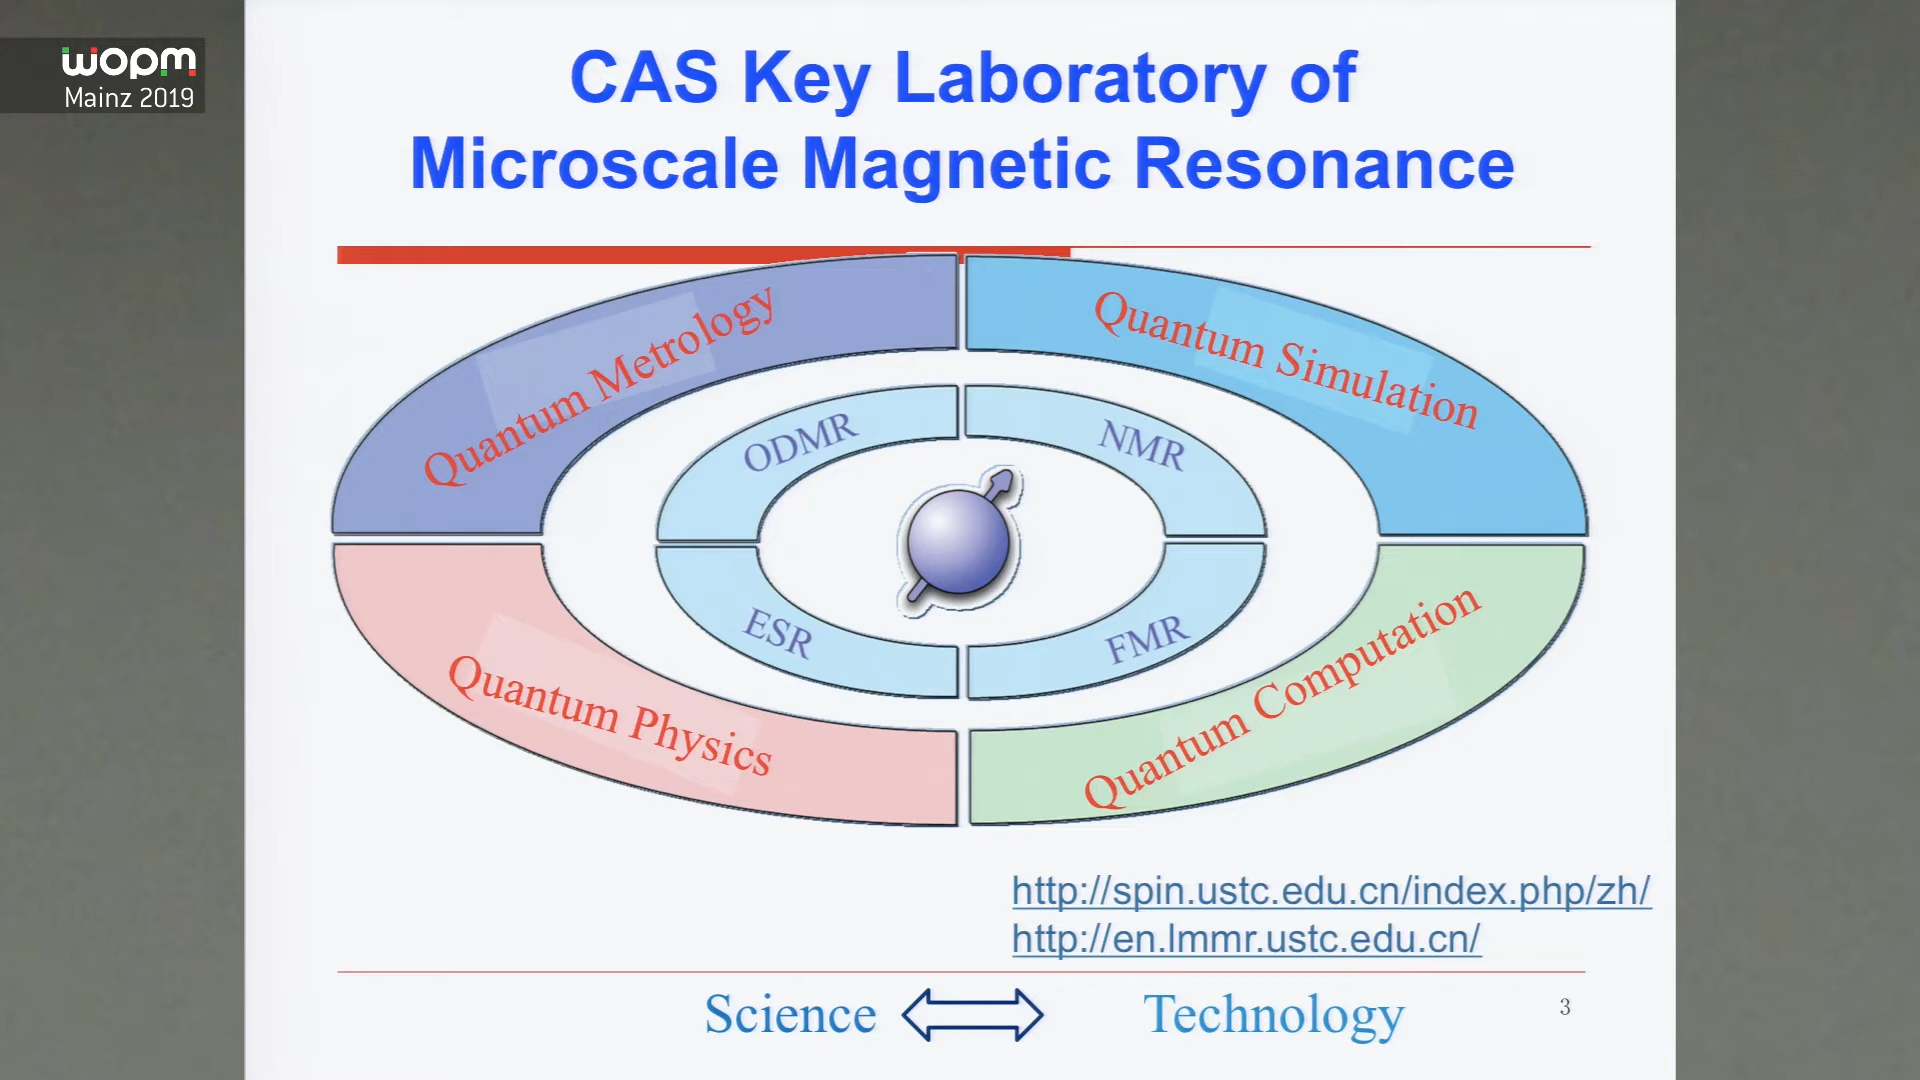 wopm
Mainz 2019
CAS Key Laboratory of
Microscale Magnetic Resonance
Quantum Metrology
Quantum Simulation
ODMR
NMR
ESR
FMR
Quantum Physics
Quantum Computation
http://spin.ustc.edu.cn/index.php/zh/
http://en.lmmr.ustc.edu.cn/
Science
Technology
3